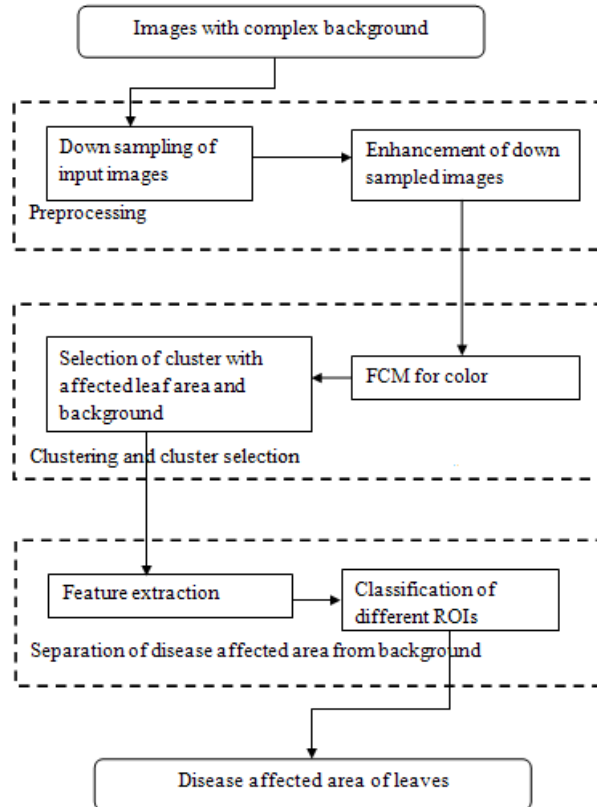 Images with complex background
Down sampling of
input images
Enhancement of down
sampled images
Preprocessing
Selection of cluster with
affected leaf area and
background
FCM for color
Clustering and cluster selection
Feature extraction
Classification of
different ROIs
Separation of disease affected area from background
Disease affected area of leaves